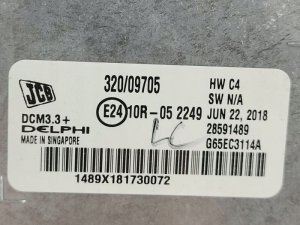 JCB
320/09705
HW C4
SW N/A
DCM3.3+
E24 10R-05 2249
JUN 22, 2018
DELPHI
28591489
MADE IN SINGAPORE
G65EC3114A
1489X181730072